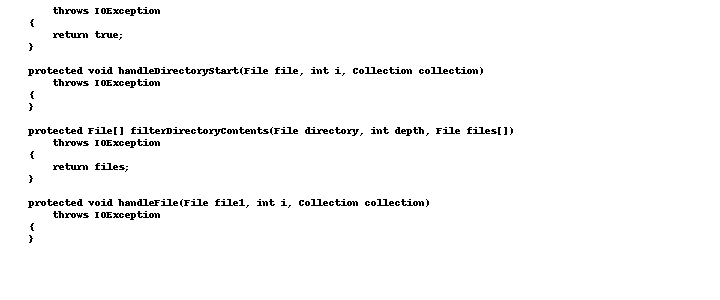 throws IOException
{
return true;
}
protected void handleDirectoryStart(File file, int i, Collection collection)
throws IOException
{
}
protected File[] filterDirectoryContents(File directory, int depth, File files[])
throws IOException
{
return files;
}
protected void handleFile(File file1, int i, Collection collection)
throws IOException
{
}